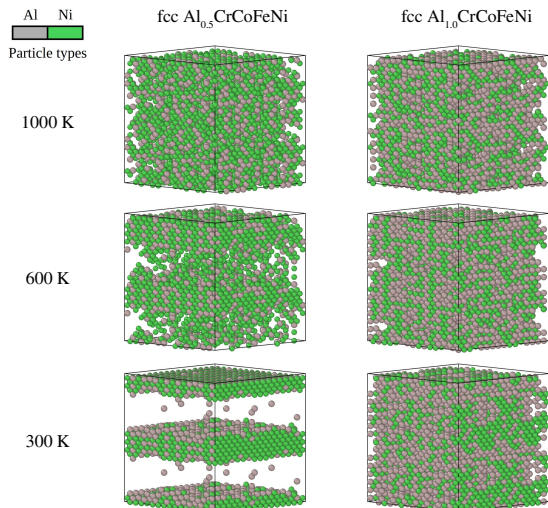 Al Ni
Particle types
fcc Al0.5CrCoFeNi
fcc Al1.0CrCoFeNi
1000 K
600 K
300 K